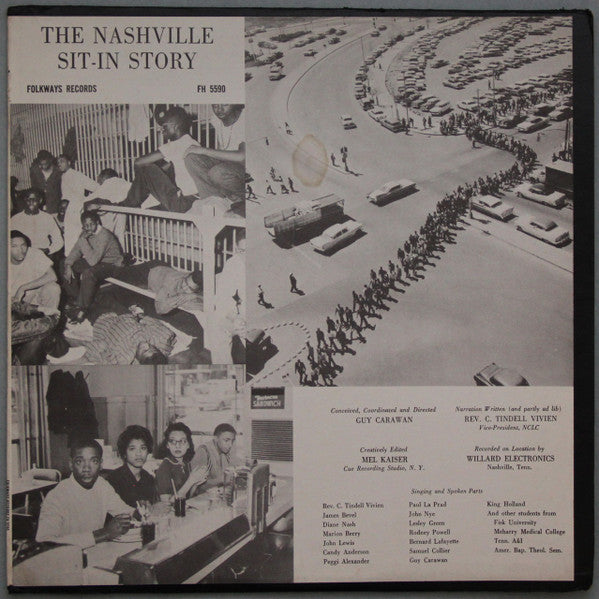 THE NASHVILLE
SIT-IN STORY
FOLKWAYS RECORDS FH 5590
SANDWICH
Conceived, Coordinated and Directed
GUY CARAWAN
Narration Written (and partly ad lib)
REV. C. TINDELL VIVIEN
Vice-President, NCLC
Creatively Edited
MEL KAISER
Cue Recording Studio, N. Y.
Recorded on Location by
WILLARD ELECTRONICS
Nashville, Tenn.
Singing and Spoken Parts
Rev. C. Tindell Vivien
James Bevel
Diane Nash
Marion Berry
John Lewis
Candy Anderson
Peggi Alexander
Paul La Prad
John Nye
Lesley Green
Rodney Powell
Bernard Lafayette
Samuel Collier
Guy Carawan
King Holland
And other students from
Fisk University
Meharry Medical College
Tenn. A&I
Amer. Bap. Theol. Sem.